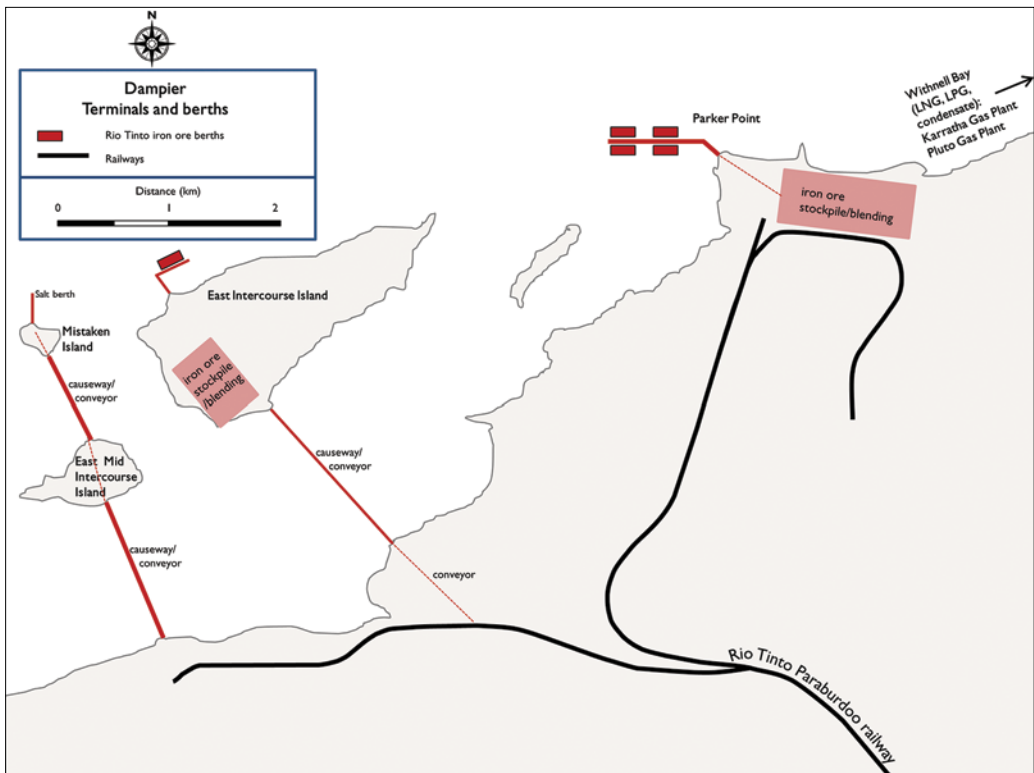 N
Dampier
Terminals and berths
Rio Tinto iron ore berths
Railways
Distance (km)
0 1 2
Parker Point
Withnell Bay
(LNG, LPG,
condensate):
Karratha Gas Plant
Pluto Gas Plant
iron ore
stockpile/blending
East Intercourse Island
Salt berth
Mistaken
Island
iron ore
stockpile
/blending
causeway/
conveyor
causeway/
conveyor
East Mid
Intercourse
Island
causeway/
conveyor
conveyor
Rio Tinto Paraburdoo railway